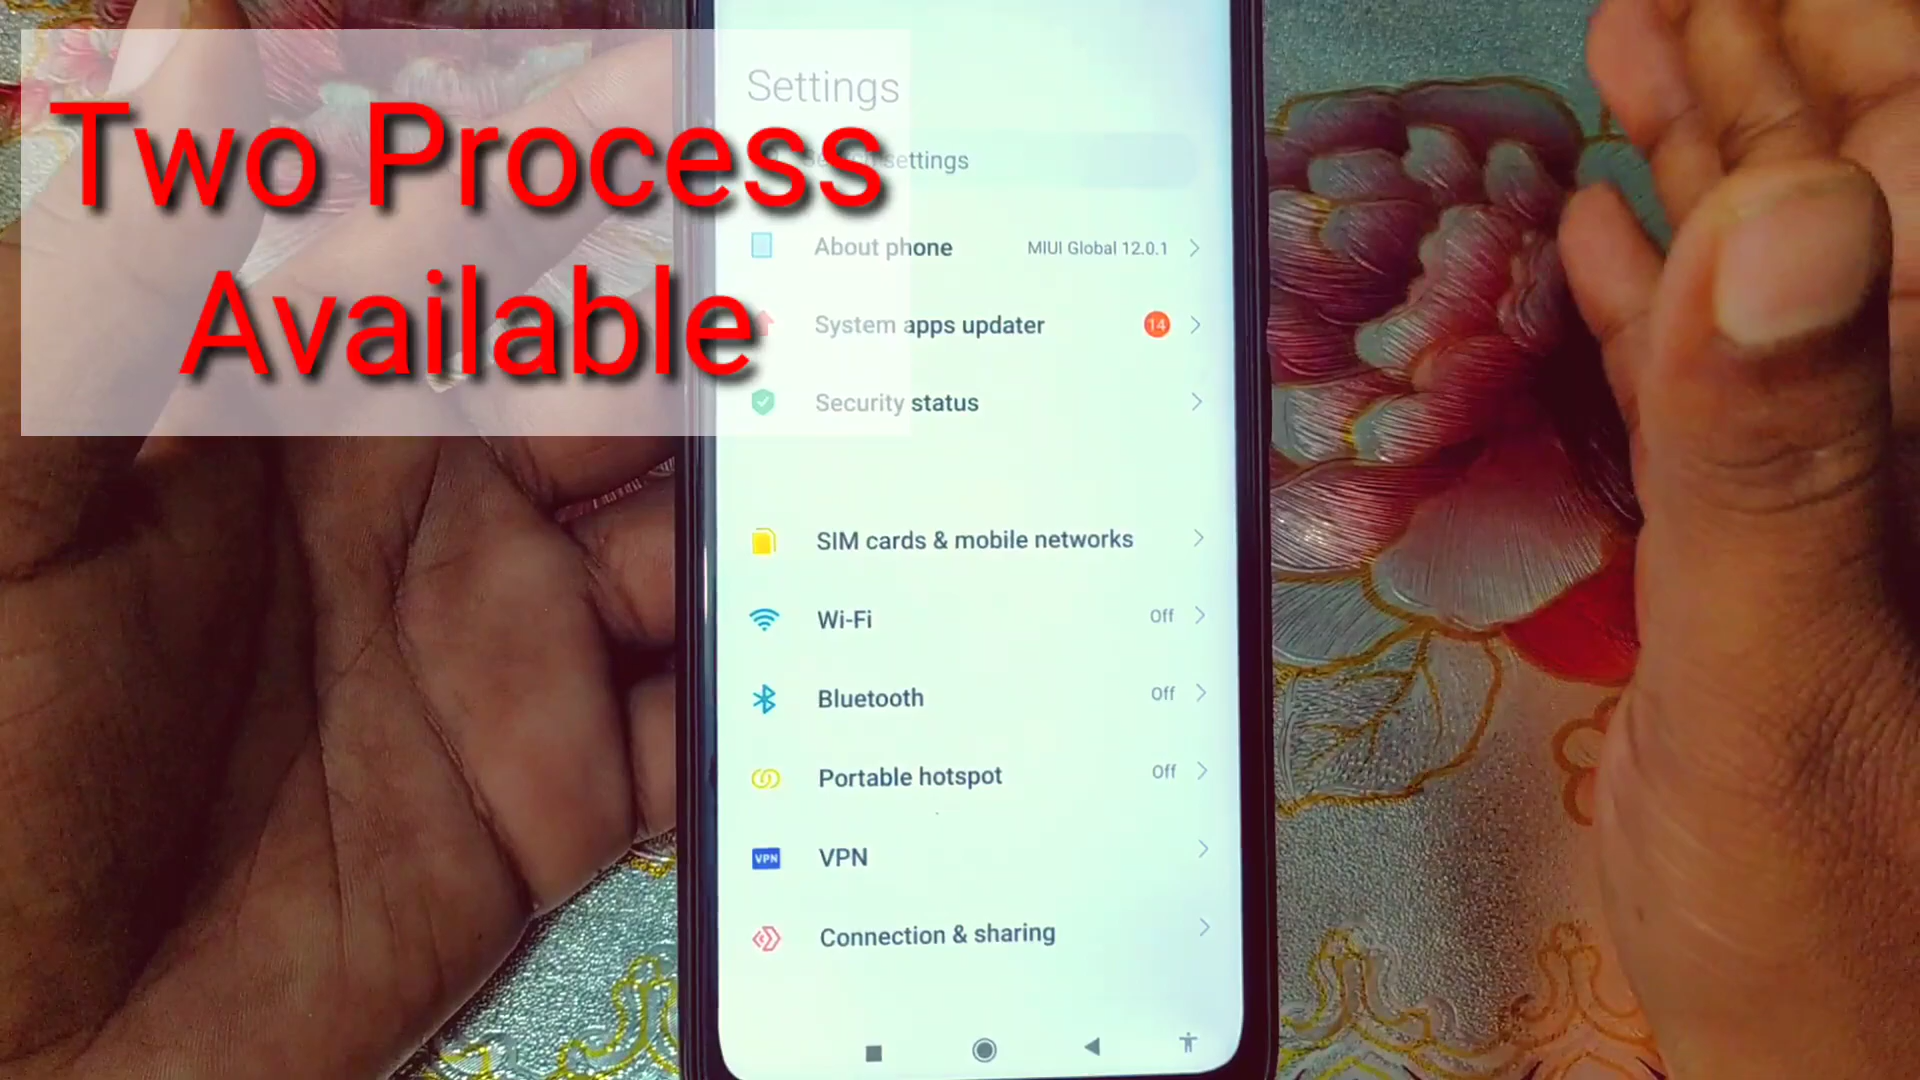 Two Process
Available
Settings
Search settings
About phone MIUI Global 12.0.1
System apps updater 14
Security status
SIM cards & mobile networks
Wi-Fi Off
Bluetooth Off
Portable hotspot Off
VPN VPN
Connection & sharing